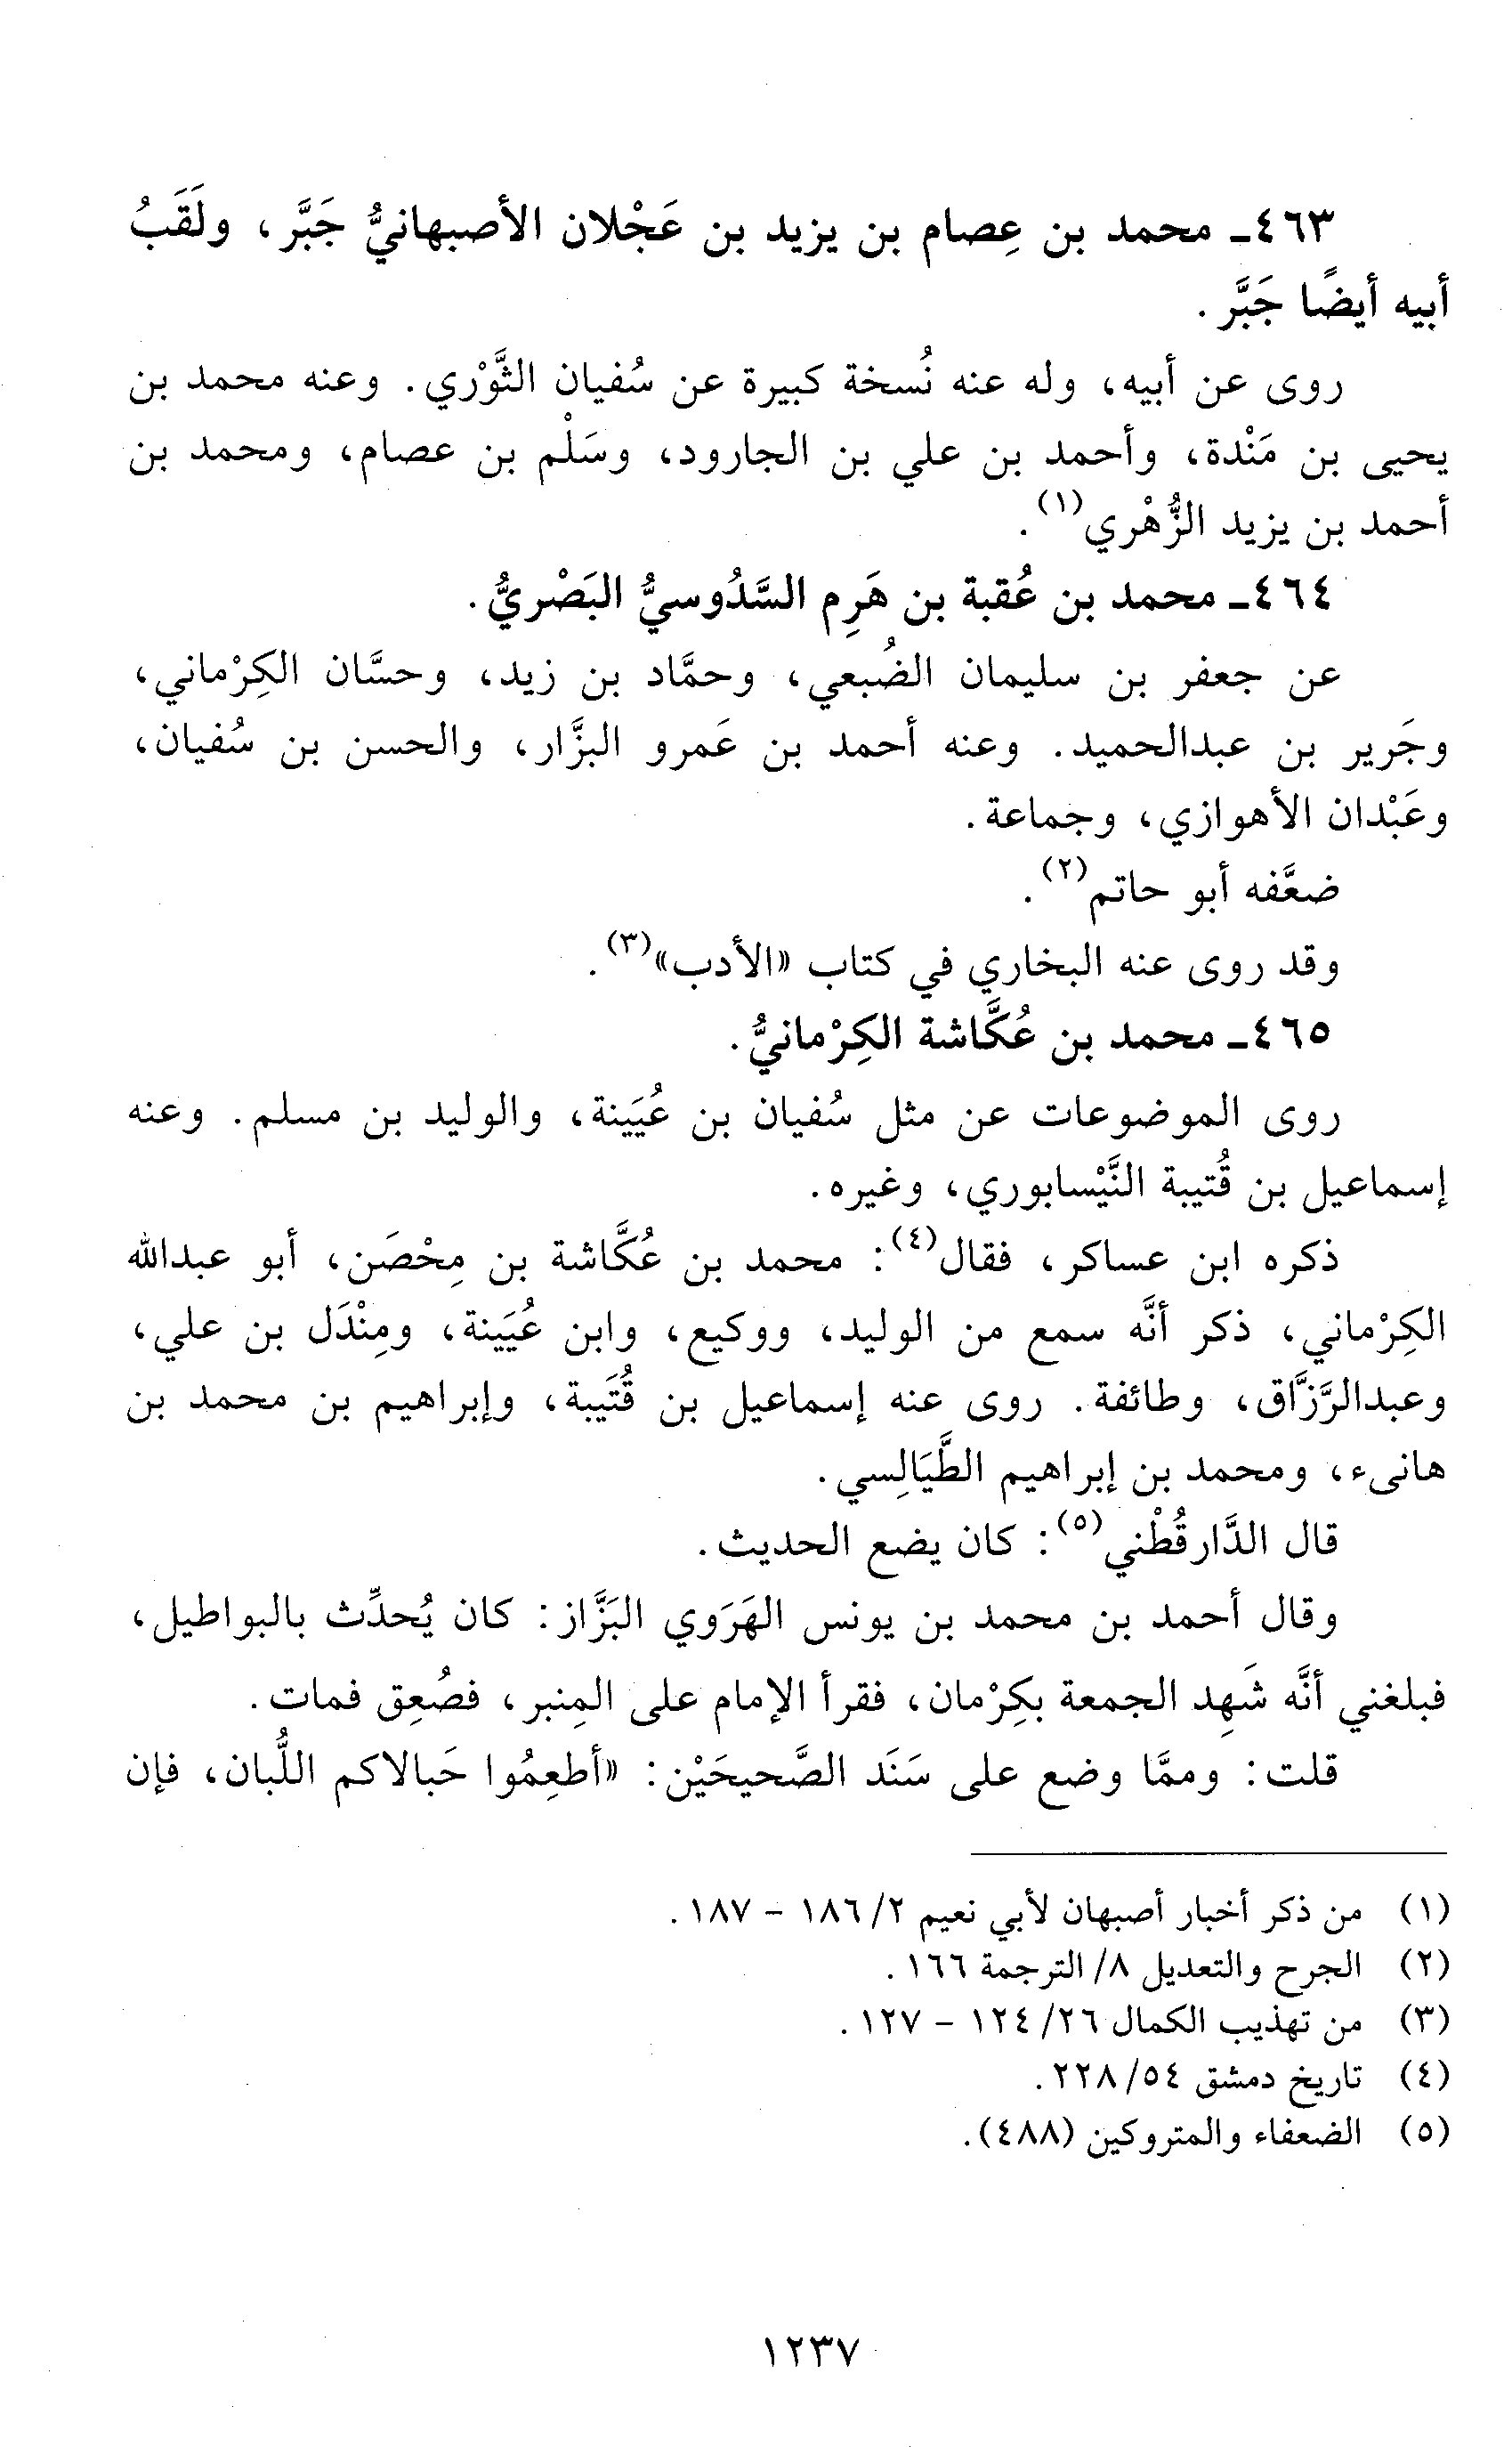 ٤٦٣ـ محمد بن عِصام بن يزيد بن عَجْلان الأصبهانيُّ جَبَّر، ولَقَبُ
أبيه أيضًا جَبَّر.
روى عن أبيه، وله عنه نُسخة كبيرة عن سُفيان الثَّوْري. وعنه محمد بن
يحيى بن مَنْدة، وأحمد بن علي بن الجارود، وسَلْم بن عصام، ومحمد بن
أحمد بن يزيد الزُّهْري(١).
٤٦٤ـ محمد بن عُقبة بن هَرِم السَّدُوسيُّ البَصْريُّ.
عن جعفر بن سليمان الضُبعي، وحمَّاد بن زيد، وحسَّان الكِرْماني،
وجَرير بن عبدالحميد. وعنه أحمد بن عَمرو البزَّار، والحسن بن سُفيان،
وعَبْدان الأهوازي، وجماعة.
ضعَّفه أبو حاتم(٢).
وقد روى عنه البخاري في كتاب «الأدب»(٣).
٤٦٥ـ محمد بن عُكَّاشة الكِرْمانيُّ.
روى الموضوعات عن مثل سُفيان بن عُيَينة، والوليد بن مسلم. وعنه
إسماعيل بن قُتيبة النَّيْسابوري، وغيره.
ذكره ابن عساكر، فقال(٤): محمد بن عُكَّاشة بن مِحْصَن، أبو عبدالله
الكِرْماني، ذكر أنَّه سمع من الوليد، ووكيع، وابن عُيَينة، ومِنْدَل بن علي،
وعبدالرَّزَّاق، وطائفة. روى عنه إسماعيل بن قُتَيبة، وإبراهيم بن محمد بن
هانىء، ومحمد بن إبراهيم الطَّيَالِسي.
قال الدَّارقُطْني(٥): كان يضع الحديث.
وقال أحمد بن محمد بن يونس الهَرَوي البَزَّاز: كان يُحدِّث بالبواطيل،
فبلغني أنَّه شَهِد الجمعة بكِرْمان، فقرأ الإمام على المِنبر، فصُعِق فمات.
قلت: وممَّا وضع على سَنَد الصَّحيحَيْن: «أطعِمُوا حَبالاكم اللُّبان، فإن
(١) من ذكر أخبار أصبهان لأبي نعيم ٢/ ١٨٦ - ١٨٧.
(٢) الجرح والتعديل ٨/ الترجمة ١٦٦.
(٣) من تهذيب الكمال ٢٦/ ١٢٤ - ١٢٧.
(٤) تاريخ دمشق ٥٤/ ٢٢٨.
(٥) الضعفاء والمتروكين (٤٨٨).
١٢٣٧